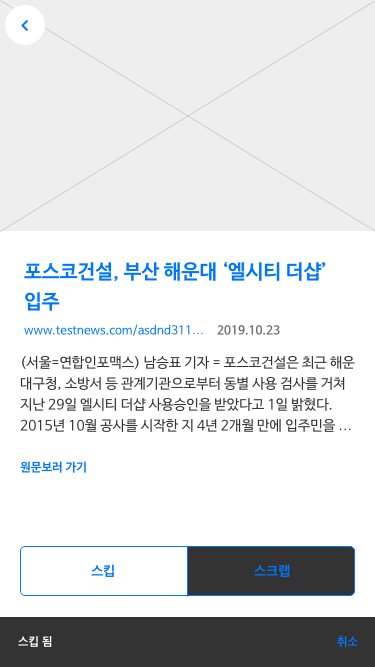 포스코건설, 부산 해운대 ‘엘시티 더샵’
입주
www.testnews.com/asdnd311... 2019.10.23
(서울=연합인포맥스) 남승표 기자 = 포스코건설은 최근 해운
대구청, 소방서 등 관계기관으로부터 동별 사용 검사를 거쳐
지난 29일 엘시티 더샵 사용승인을 받았다고 1일 밝혔다.
2015년 10월 공사를 시작한 지 4년 2개월 만에 입주민을 ...
원문보러 가기
스킵 스크랩
스킵 됨 취소